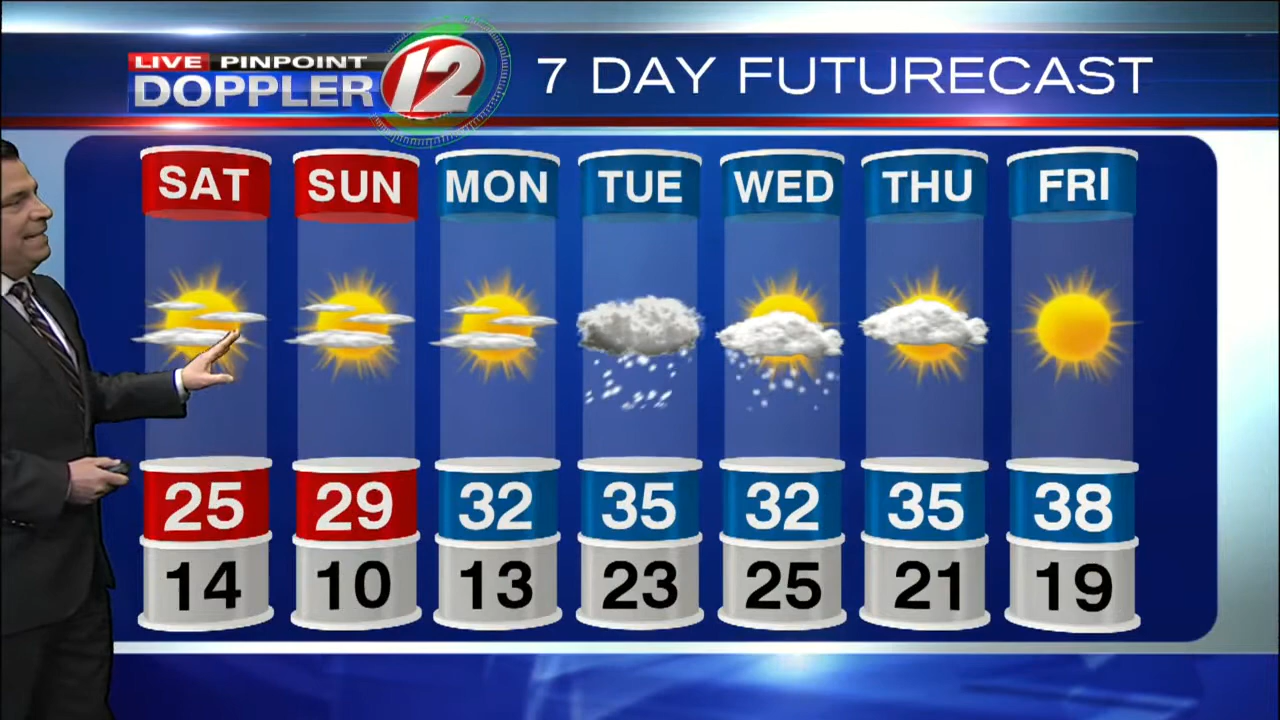 LIVE PINPOINT
DOPPLER 12
7 DAY FUTURECAST
SAT SUN MON TUE WED THU FRI
25 29 32 35 32 35 38
14 10 13 23 25 21 19